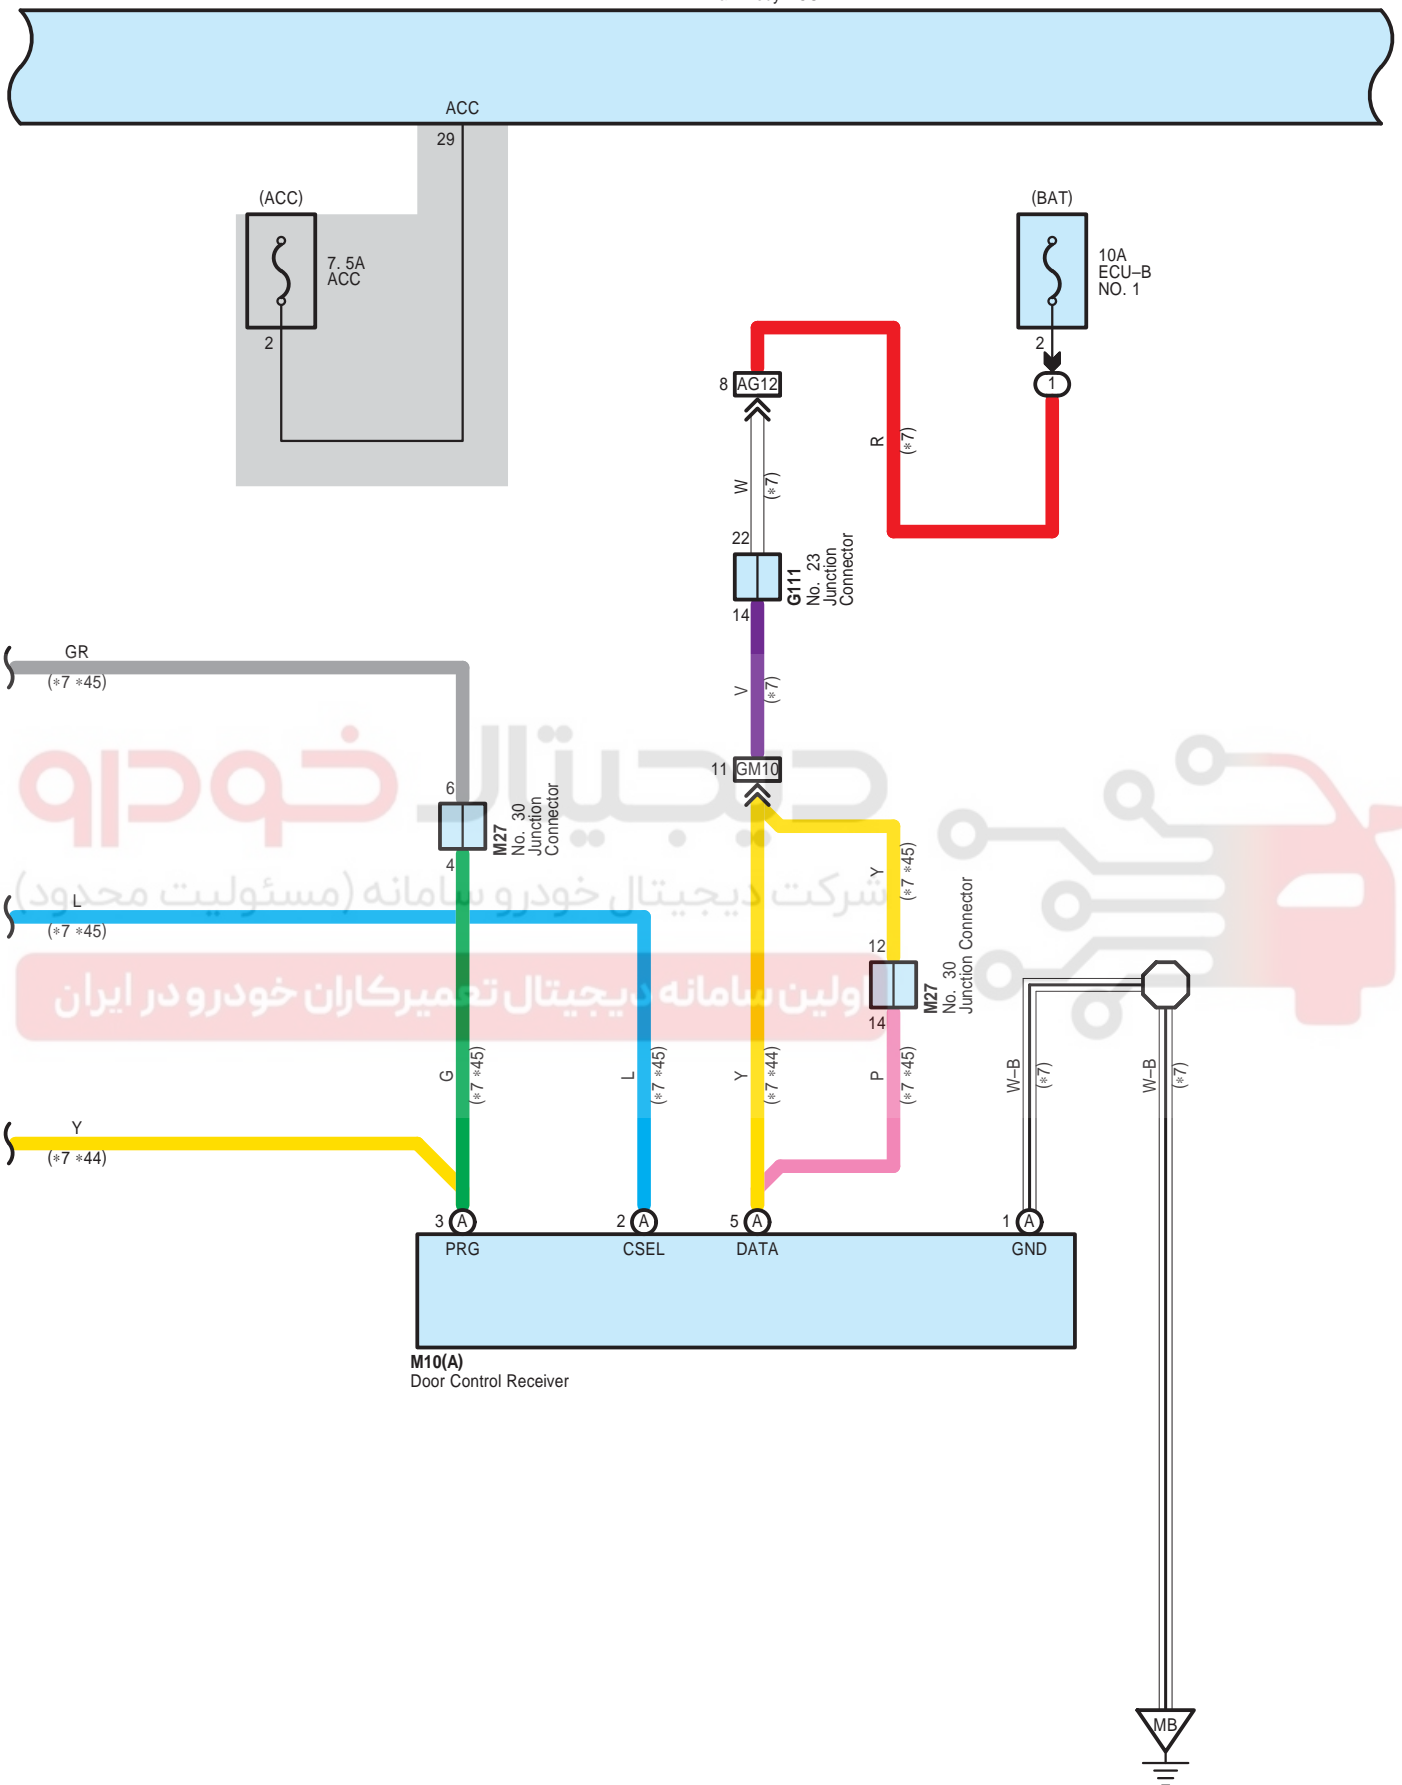 ACC
29
(ACC)
7. 5A
ACC
2
(BAT)
10A
ECU–B
NO. 1
2
1
8 AG12
R
(*7)
W
(*7)
22
G111
No. 23
Junction
Connector
14
V
(*7)
11 GM10
GR
(*7 *45)
6
M27
No. 30
Junction
Connector
4
دیجیتال خودرو
شرکت دیجیتال خودرو سامانه (مسئولیت محدود)
اولین سامانه دیجیتال تعمیرکاران خودرو در ایران
L
(*7 *45)
Y
(*7 *45)
12
M27
No. 30
Junction Connector
14
G
(*7 *45)
L
(*7 *45)
Y
(*7 *44)
P
(*7 *45)
W–B
(*7)
W–B
(*7)
Y
(*7 *44)
3 A
2 A
5 A
1 A
PRG
CSEL
DATA
GND
M10(A)
Door Control Receiver
MB